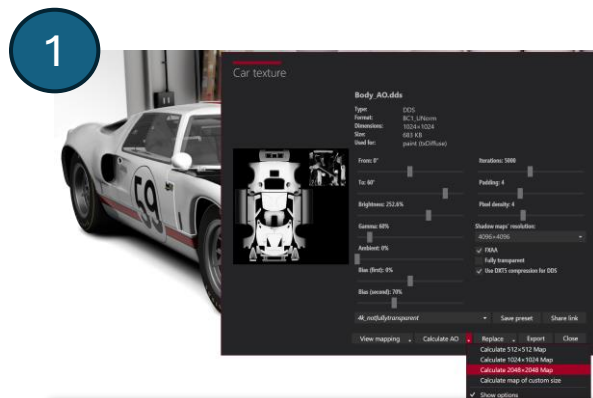 1
Car texture
Body_AO.dds
Type: DDS
Format: BC1_UNorm
Dimensions: 1024×1024
Size: 683 KB
Used for: paint (txDiffuse)
From: 0° Iterations: 5000
To: 60° Padding: 4
Brightness: 252.6% Pixel density: 4
Gamma: 60% Shadow maps' resolution:
4096×4096
Ambient: 0% FXAA
Fully transparent
Bias (first): 0% Use DXT5 compression for DDS
Bias (second): 70%
4k_notfullytransparent Save preset Share link
View mapping Calculate AO Replace Export Close
Calculate 512×512 Map
Calculate 1024×1024 Map
Calculate 2048×2048 Map
Calculate map of custom size
Show options
59